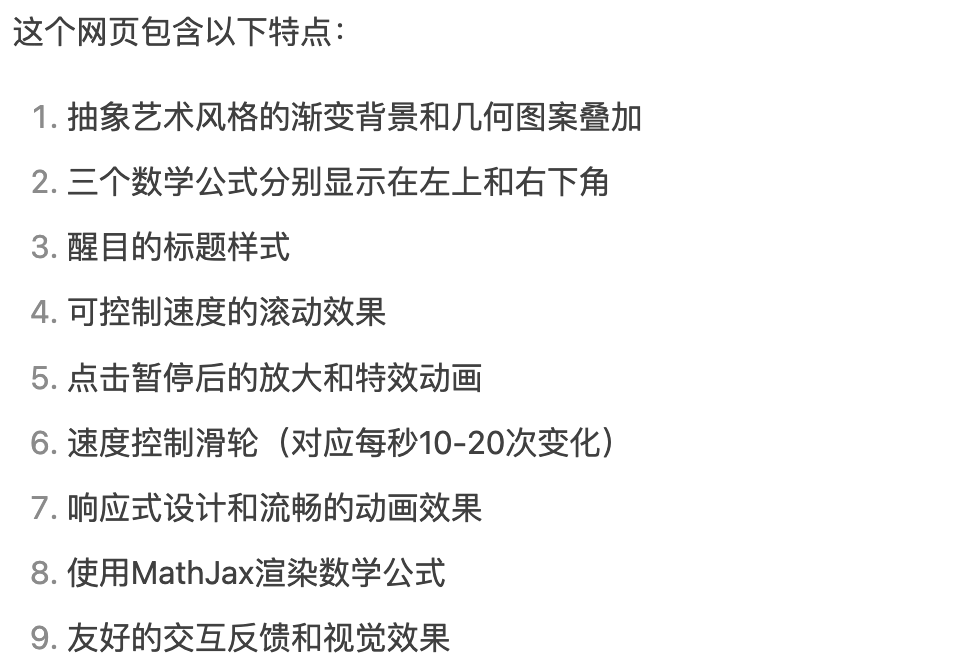 这个网页包含以下特点：
1. 抽象艺术风格的渐变背景和几何图案叠加
2. 三个数学公式分别显示在左上和右下角
3. 醒目的标题样式
4. 可控制速度的滚动效果
5. 点击暂停后的放大和特效动画
6. 速度控制滑轮（对应每秒10-20次变化）
7. 响应式设计和流畅的动画效果
8. 使用MathJax渲染数学公式
9. 友好的交互反馈和视觉效果